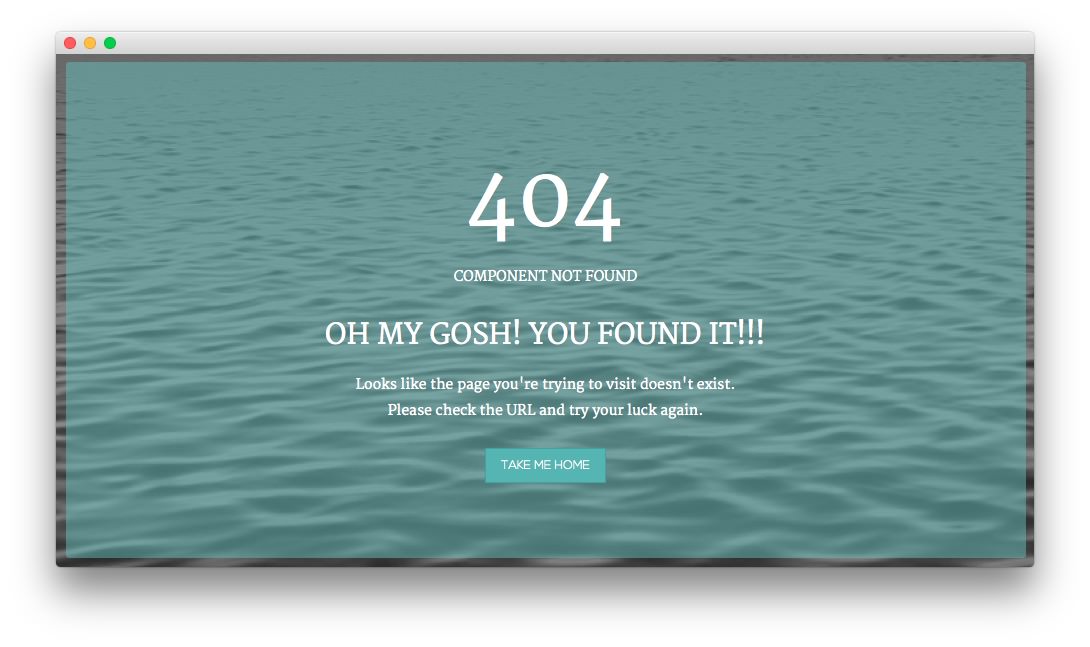 404
COMPONENT NOT FOUND
OH MY GOSH! YOU FOUND IT!!!
Looks like the page you're trying to visit doesn't exist.
Please check the URL and try your luck again.
TAKE ME HOME